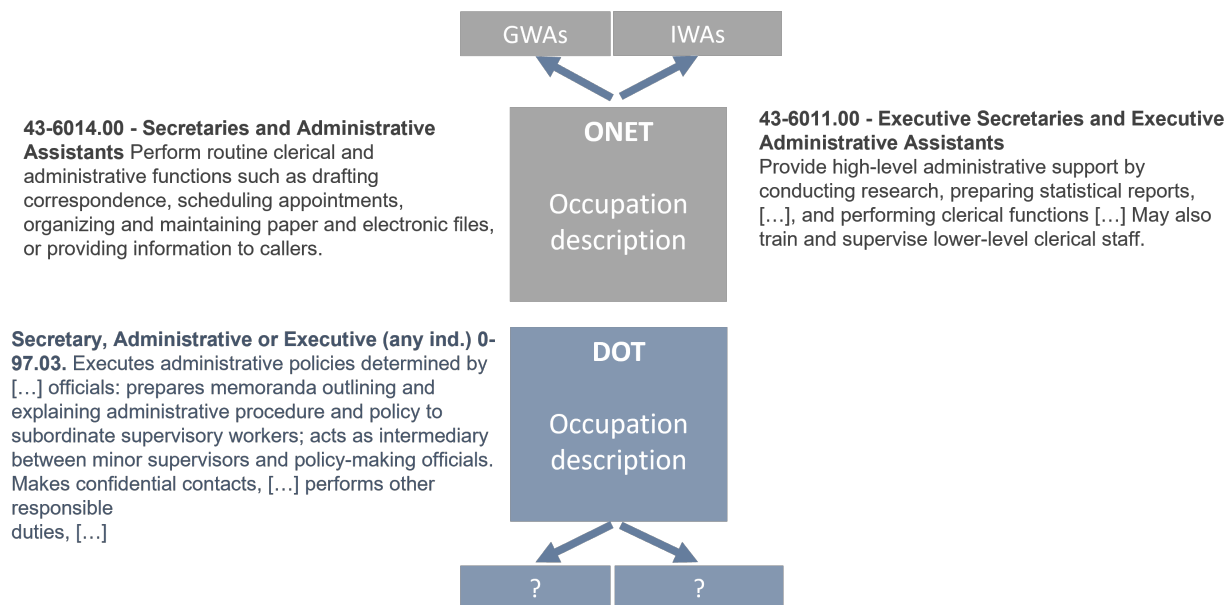 GWAs
IWAs
43-6014.00 - Secretaries and Administrative
Assistants Perform routine clerical and
administrative functions such as drafting
correspondence, scheduling appointments,
organizing and maintaining paper and electronic files,
or providing information to callers.
ONET
Occupation
description
43-6011.00 - Executive Secretaries and Executive
Administrative Assistants
Provide high-level administrative support by
conducting research, preparing statistical reports,
[…], and performing clerical functions […] May also
train and supervise lower-level clerical staff.
Secretary, Administrative or Executive (any ind.) 0-
97.03. Executes administrative policies determined by
[…] officials: prepares memoranda outlining and
explaining administrative procedure and policy to
subordinate supervisory workers; acts as intermediary
between minor supervisors and policy-making officials.
Makes confidential contacts, […] performs other
responsible
duties, […]
DOT
Occupation
description
?
?